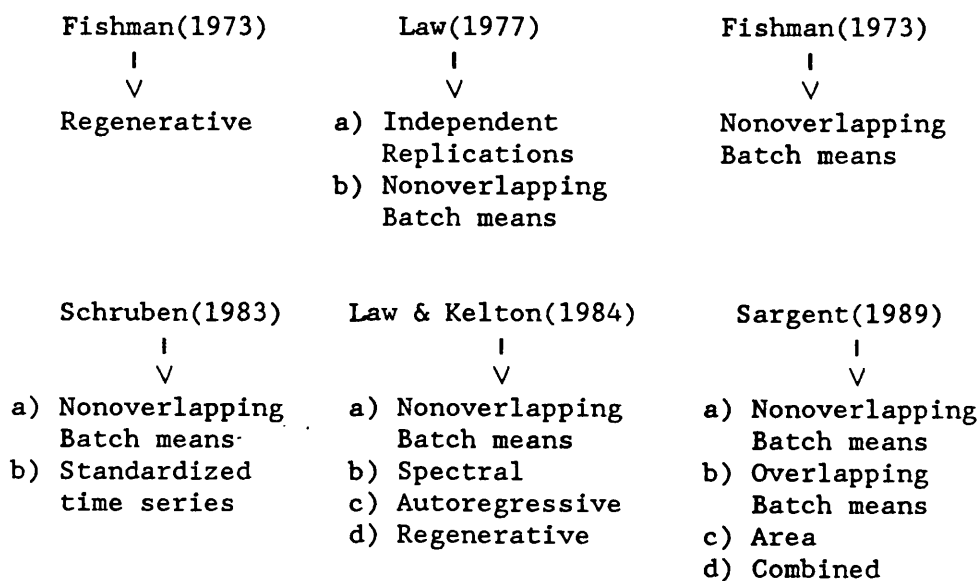 Fishman(1973)
Regenerative
Law(1977)
a) Independent
Replications
b) Nonoverlapping
Batch means
Fishman(1973)
Nonoverlapping
Batch means
Schruben(1983)
a) Nonoverlapping
Batch means
b) Standardized
time series
Law & Kelton(1984)
a) Nonoverlapping
Batch means
b) Spectral
c) Autoregressive
d) Regenerative
Sargent(1989)
a) Nonoverlapping
Batch means
b) Overlapping
Batch means
c) Area
d) Combined